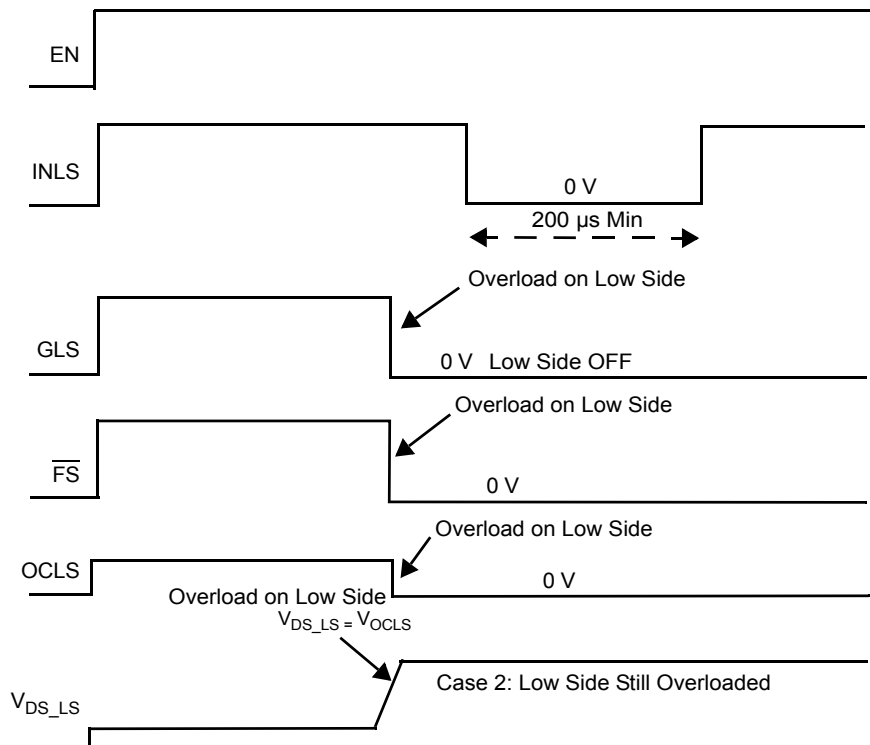 EN
INLS
0 V
200 µs Min
Overload on Low Side
GLS
0 V Low Side OFF
Overload on Low Side
FS
0 V
Overload on Low Side
OCLS
0 V
Overload on Low Side
VDS_LS = VOCLS
Case 2: Low Side Still Overloaded
VDS_LS